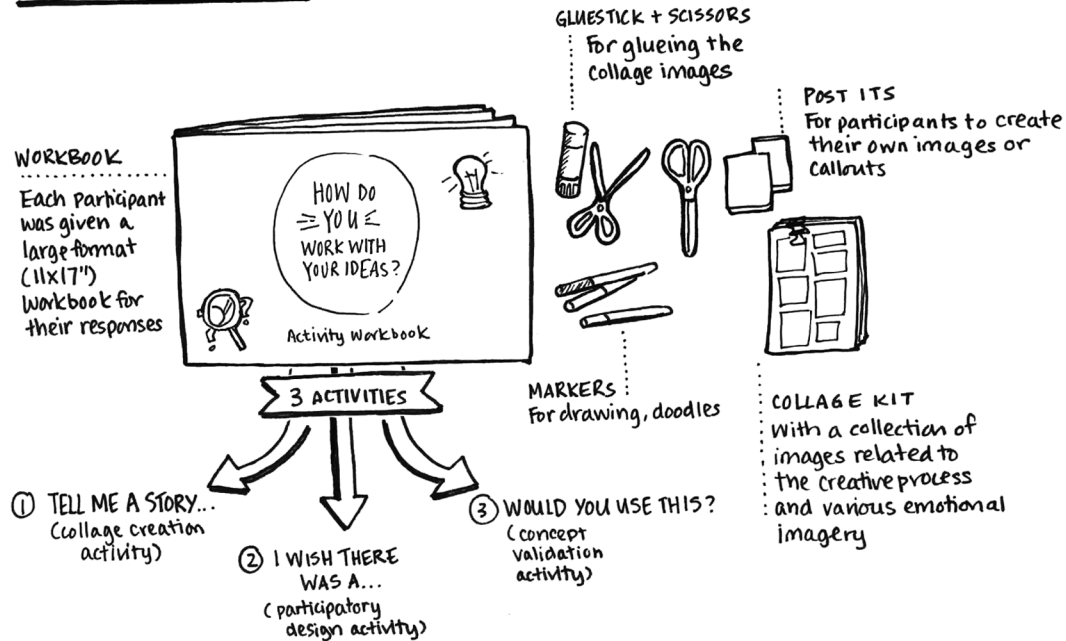 GLUESTICK + SCISSORS
For glueing the
collage images
POST ITS
For participants to create
their own images or
callouts
WORKBOOK
Each participant
was given a
large format
(11x17")
Workbook for
their responses
HOW DO
YOU
WORK WITH
YOUR IDEAS?
Activity Workbook
3 ACTIVITIES
MARKERS
For drawing, doodles
COLLAGE KIT
With a collection of
images related to
the creative process
and various emotional
imagery
① TELL ME A STORY...
(collage creation
activity)
② I WISH THERE
WAS A...
(participatory
design activity)
③ WOULD YOU USE THIS?
(concept
validation
activity)